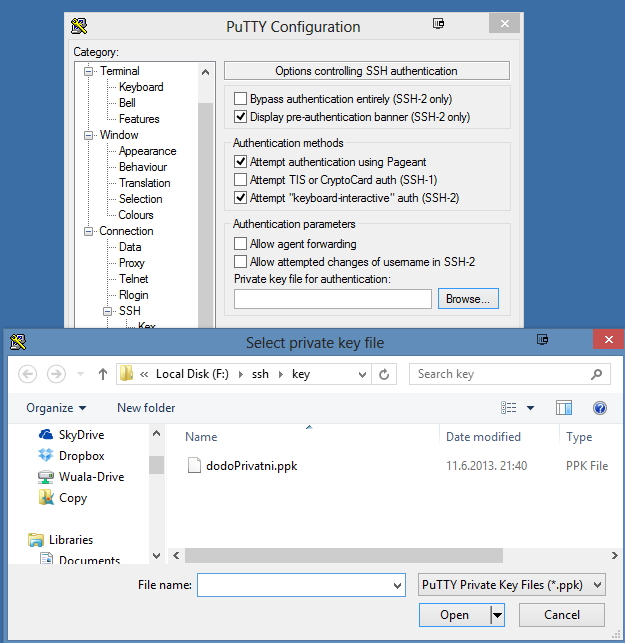 PuTTY Configuration
Category:
Terminal
Keyboard
Bell
Features
Window
Appearance
Behaviour
Translation
Selection
Colours
Connection
Data
Proxy
Telnet
Rlogin
SSH
Kex
Options controlling SSH authentication
Bypass authentication entirely (SSH-2 only)
Display pre-authentication banner (SSH-2 only)
Authentication methods
Attempt authentication using Pageant
Attempt TIS or CryptoCard auth (SSH-1)
Attempt "keyboard-interactive" auth (SSH-2)
Authentication parameters
Allow agent forwarding
Allow attempted changes of username in SSH-2
Private key file for authentication:
Browse...
Select private key file
« Local Disk (F:) ssh key
Search key
Organize New folder
SkyDrive
Dropbox
Wuala-Drive
Copy
Libraries
Documents
Name Date modified Type
dodoPrivatni.ppk 11.6.2013. 21:40 PPK File
File name:
PuTTY Private Key Files (*.ppk)
Open Cancel